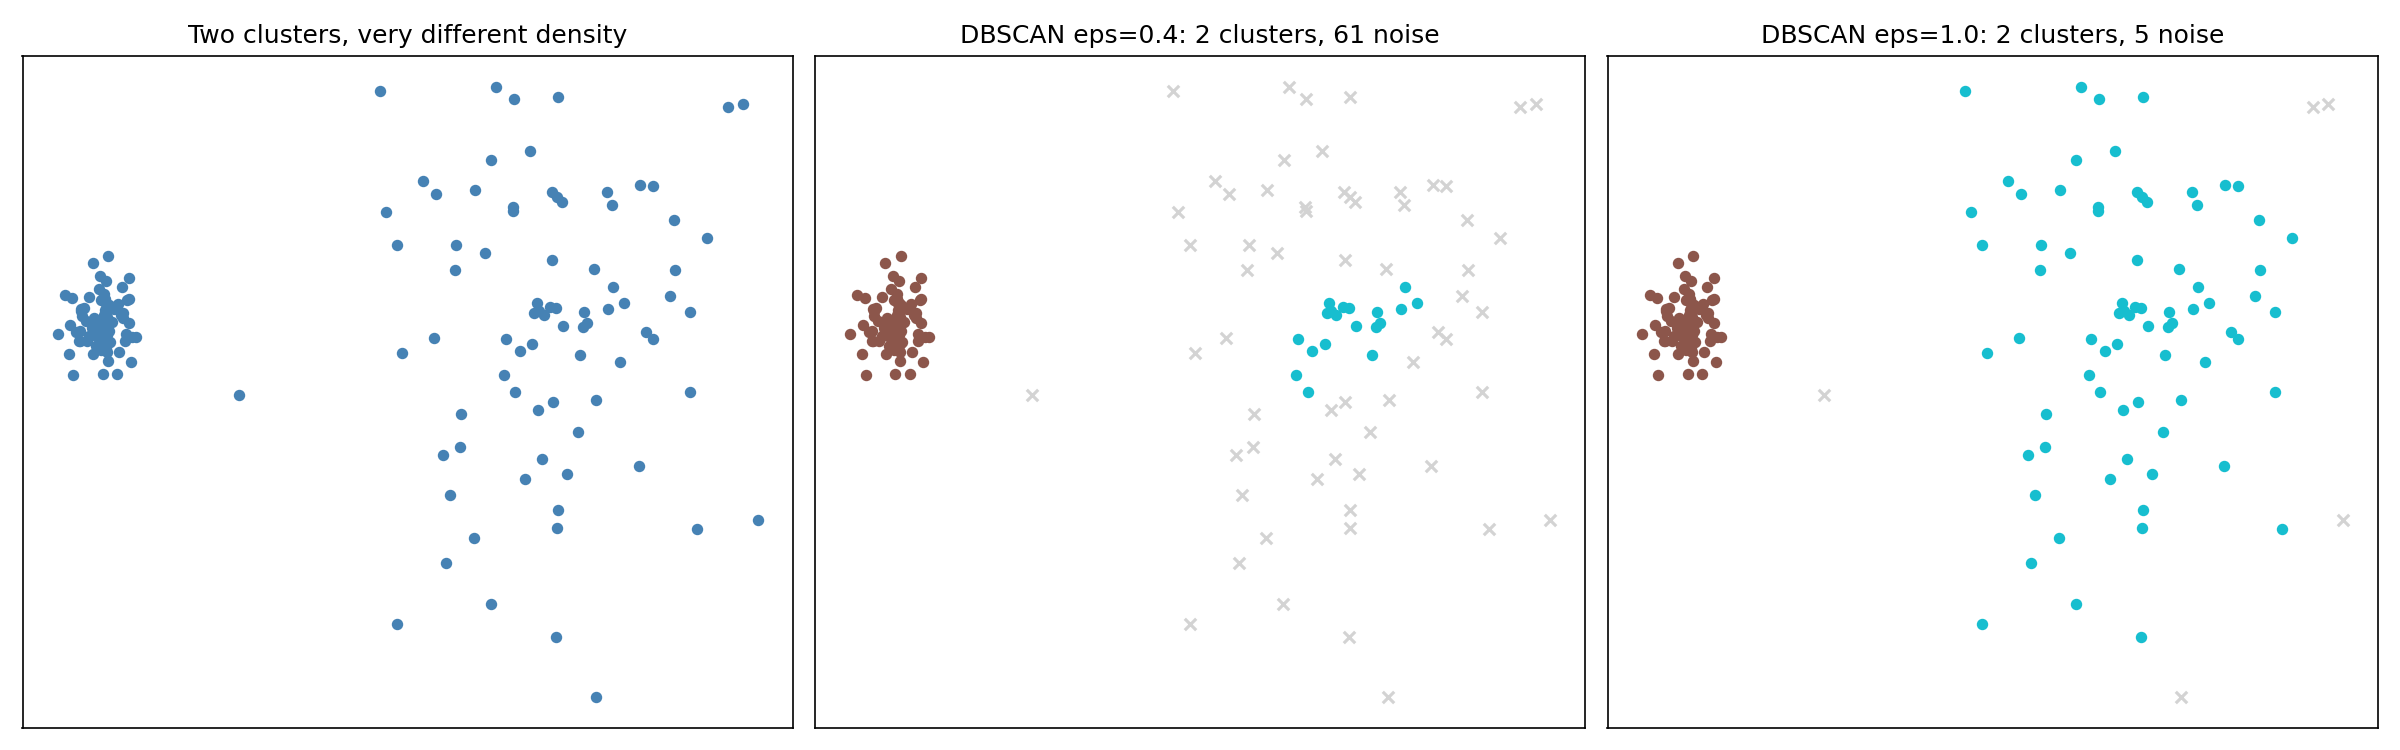 Two clusters, very different density
DBSCAN eps=0.4: 2 clusters, 61 noise
DBSCAN eps=1.0: 2 clusters, 5 noise